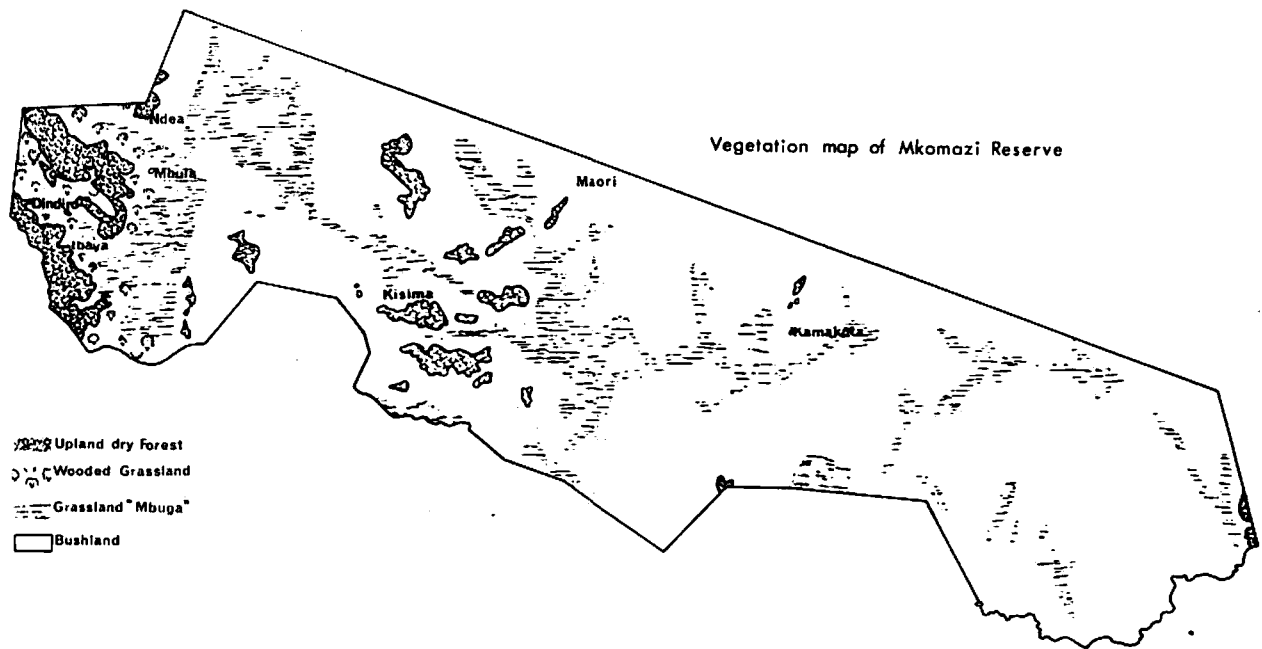 Vegetation map of Mkomazi Reserve
Ndea
Mbula
Maori
Dindiro
Ibaya
Kisima
Kamakota
Upland dry Forest
Wooded Grassland
Grassland "Mbuga"
Bushland